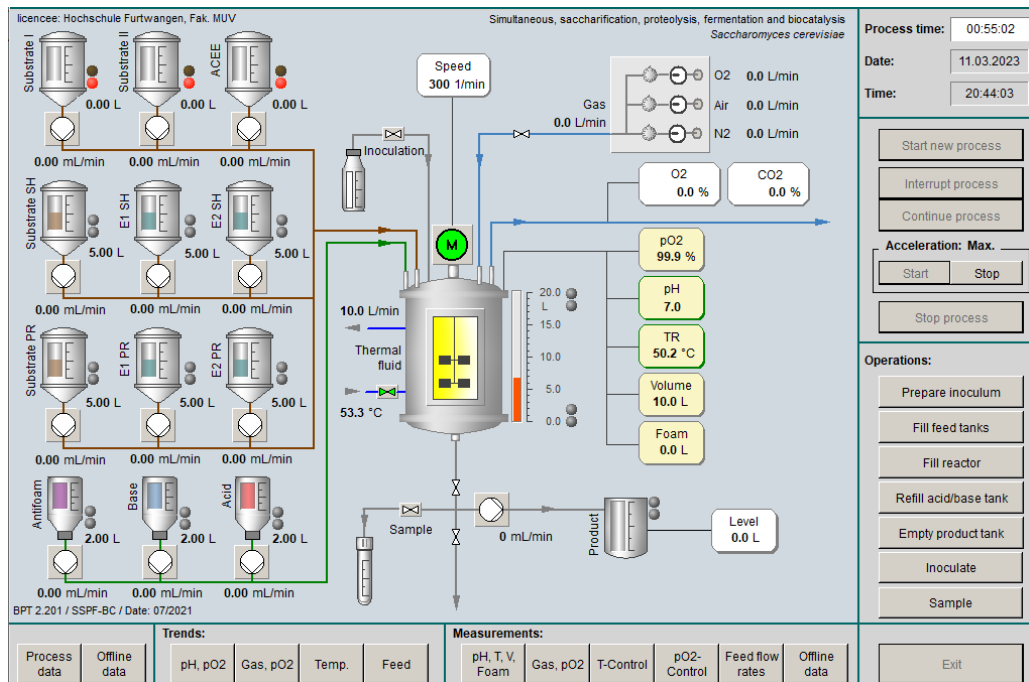 licencee: Hochschule Furtwangen, Fak. MUV
Simultaneous, saccharification, proteolysis, fermentation and biocatalysis
Saccharomyces cerevisiae
Substrate I
Substrate II
ACEE
0.00 L
0.00 L
0.00 L
0.00 mL/min
0.00 mL/min
0.00 mL/min
Substrate SH
E1 SH
E2 SH
5.00 L
5.00 L
5.00 L
0.00 mL/min
0.00 mL/min
0.00 mL/min
Substrate PR
E1 PR
E2 PR
5.00 L
5.00 L
5.00 L
0.00 mL/min
0.00 mL/min
0.00 mL/min
Antifoam
Base
Acid
2.00 L
2.00 L
2.00 L
0.00 mL/min
0.00 mL/min
0.00 mL/min
BPT 2.201 / SSPF-BC / Date: 07/2021
Speed
300 1/min
Inoculation
Gas
0.0 L/min
O2 0.0 L/min
Air 0.0 L/min
N2 0.0 L/min
O2
0.0 %
CO2
0.0 %
M
10.0 L/min
Thermal
fluid
53.3 °C
20.0
L
15.0
10.0
5.0
0.0
pO2
99.9 %
pH
7.0
TR
50.2 °C
Volume
10.0 L
Foam
0.0 L
Sample
0 mL/min
Product
Level
0.0 L
Process time: 00:55:02
Date: 11.03.2023
Time: 20:44:03
Start new process
Interrupt process
Continue process
Acceleration: Max.
Start
Stop
Stop process
Operations:
Prepare inoculum
Fill feed tanks
Fill reactor
Refill acid/base tank
Empty product tank
Inoculate
Sample
Process
data
Offline
data
Trends:
pH, pO2
Gas, pO2
Temp.
Feed
Measurements:
pH, T, V,
Foam
Gas, pO2
T-Control
pO2-
Control
Feed flow
rates
Offline
data
Exit